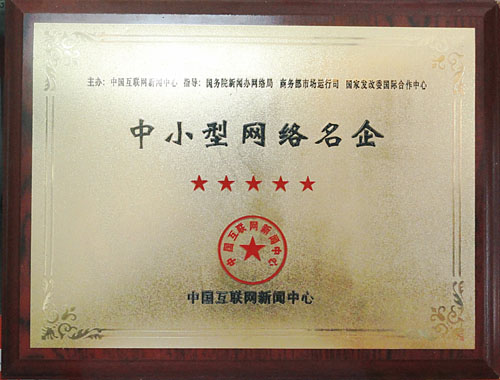 主办：中国互联网新闻中心 指导：国务院新闻办网络局 商务部市场运行司 国家发改委国际合作中心
中小型网络名企
★★★★★
中国互联网新闻中心
中国互联网新闻中心